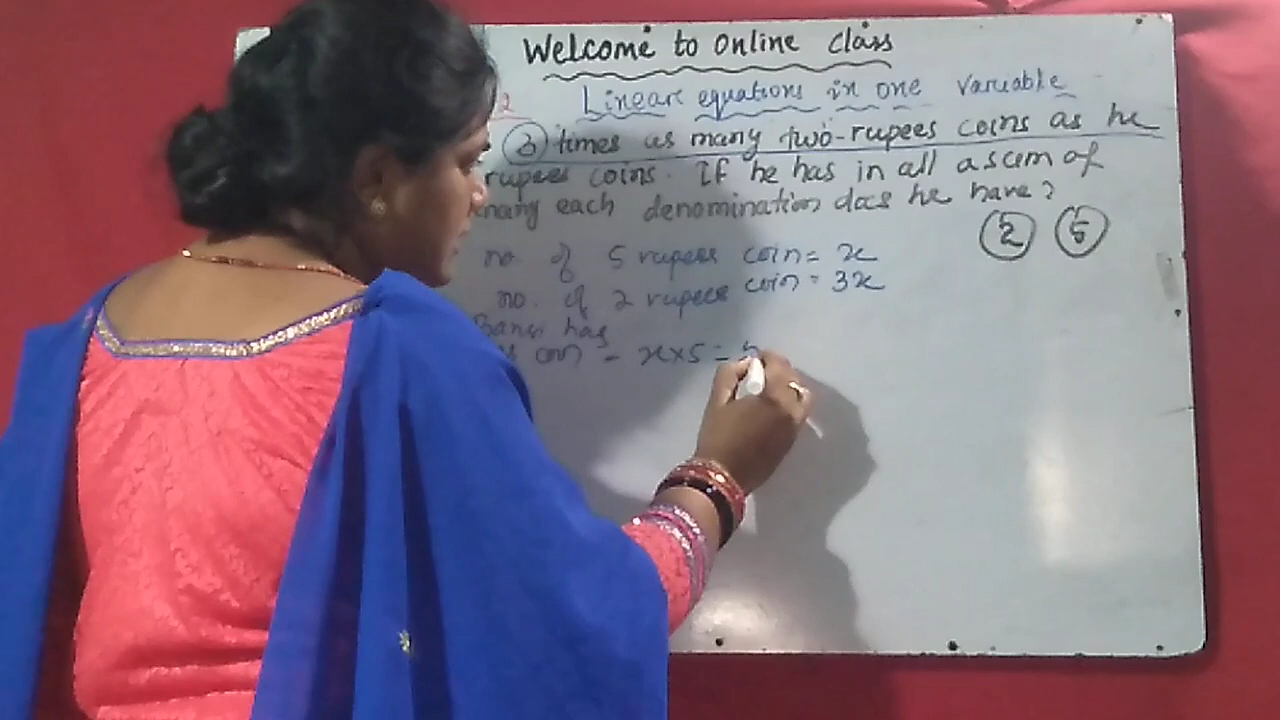 Welcome to Online Class
2 Linear equations in one variable
3 times as many two-rupees coins as he
rupees coins. If he has in all a sum of
many each denomination does he have?
2 5
no. of 5 rupees coin = x
no. of 2 rupees coin = 3x
Bansi has
coin = x×5 =